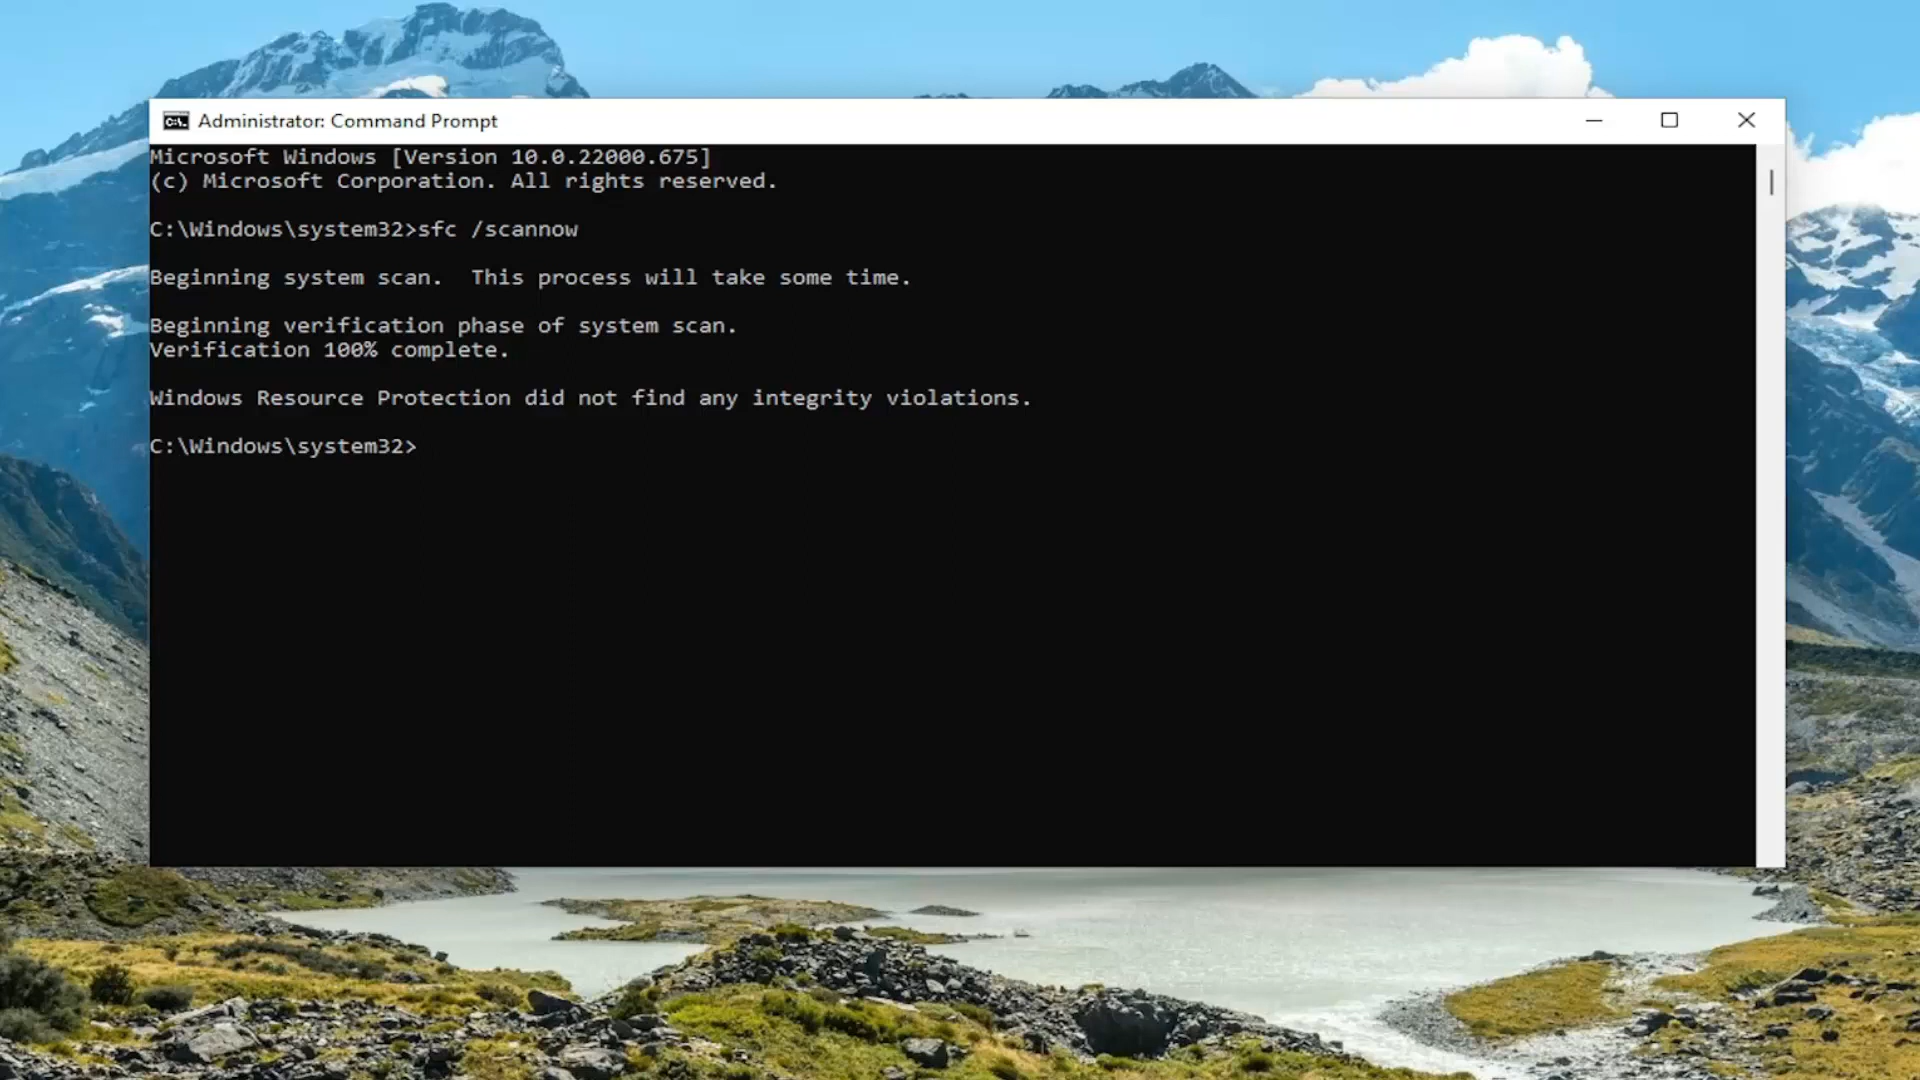 Administrator: Command Prompt
Microsoft Windows [Version 10.0.22000.675]
(c) Microsoft Corporation. All rights reserved.
C:\Windows\system32>sfc /scannow
Beginning system scan.  This process will take some time.
Beginning verification phase of system scan.
Verification 100% complete.
Windows Resource Protection did not find any integrity violations.
C:\Windows\system32>